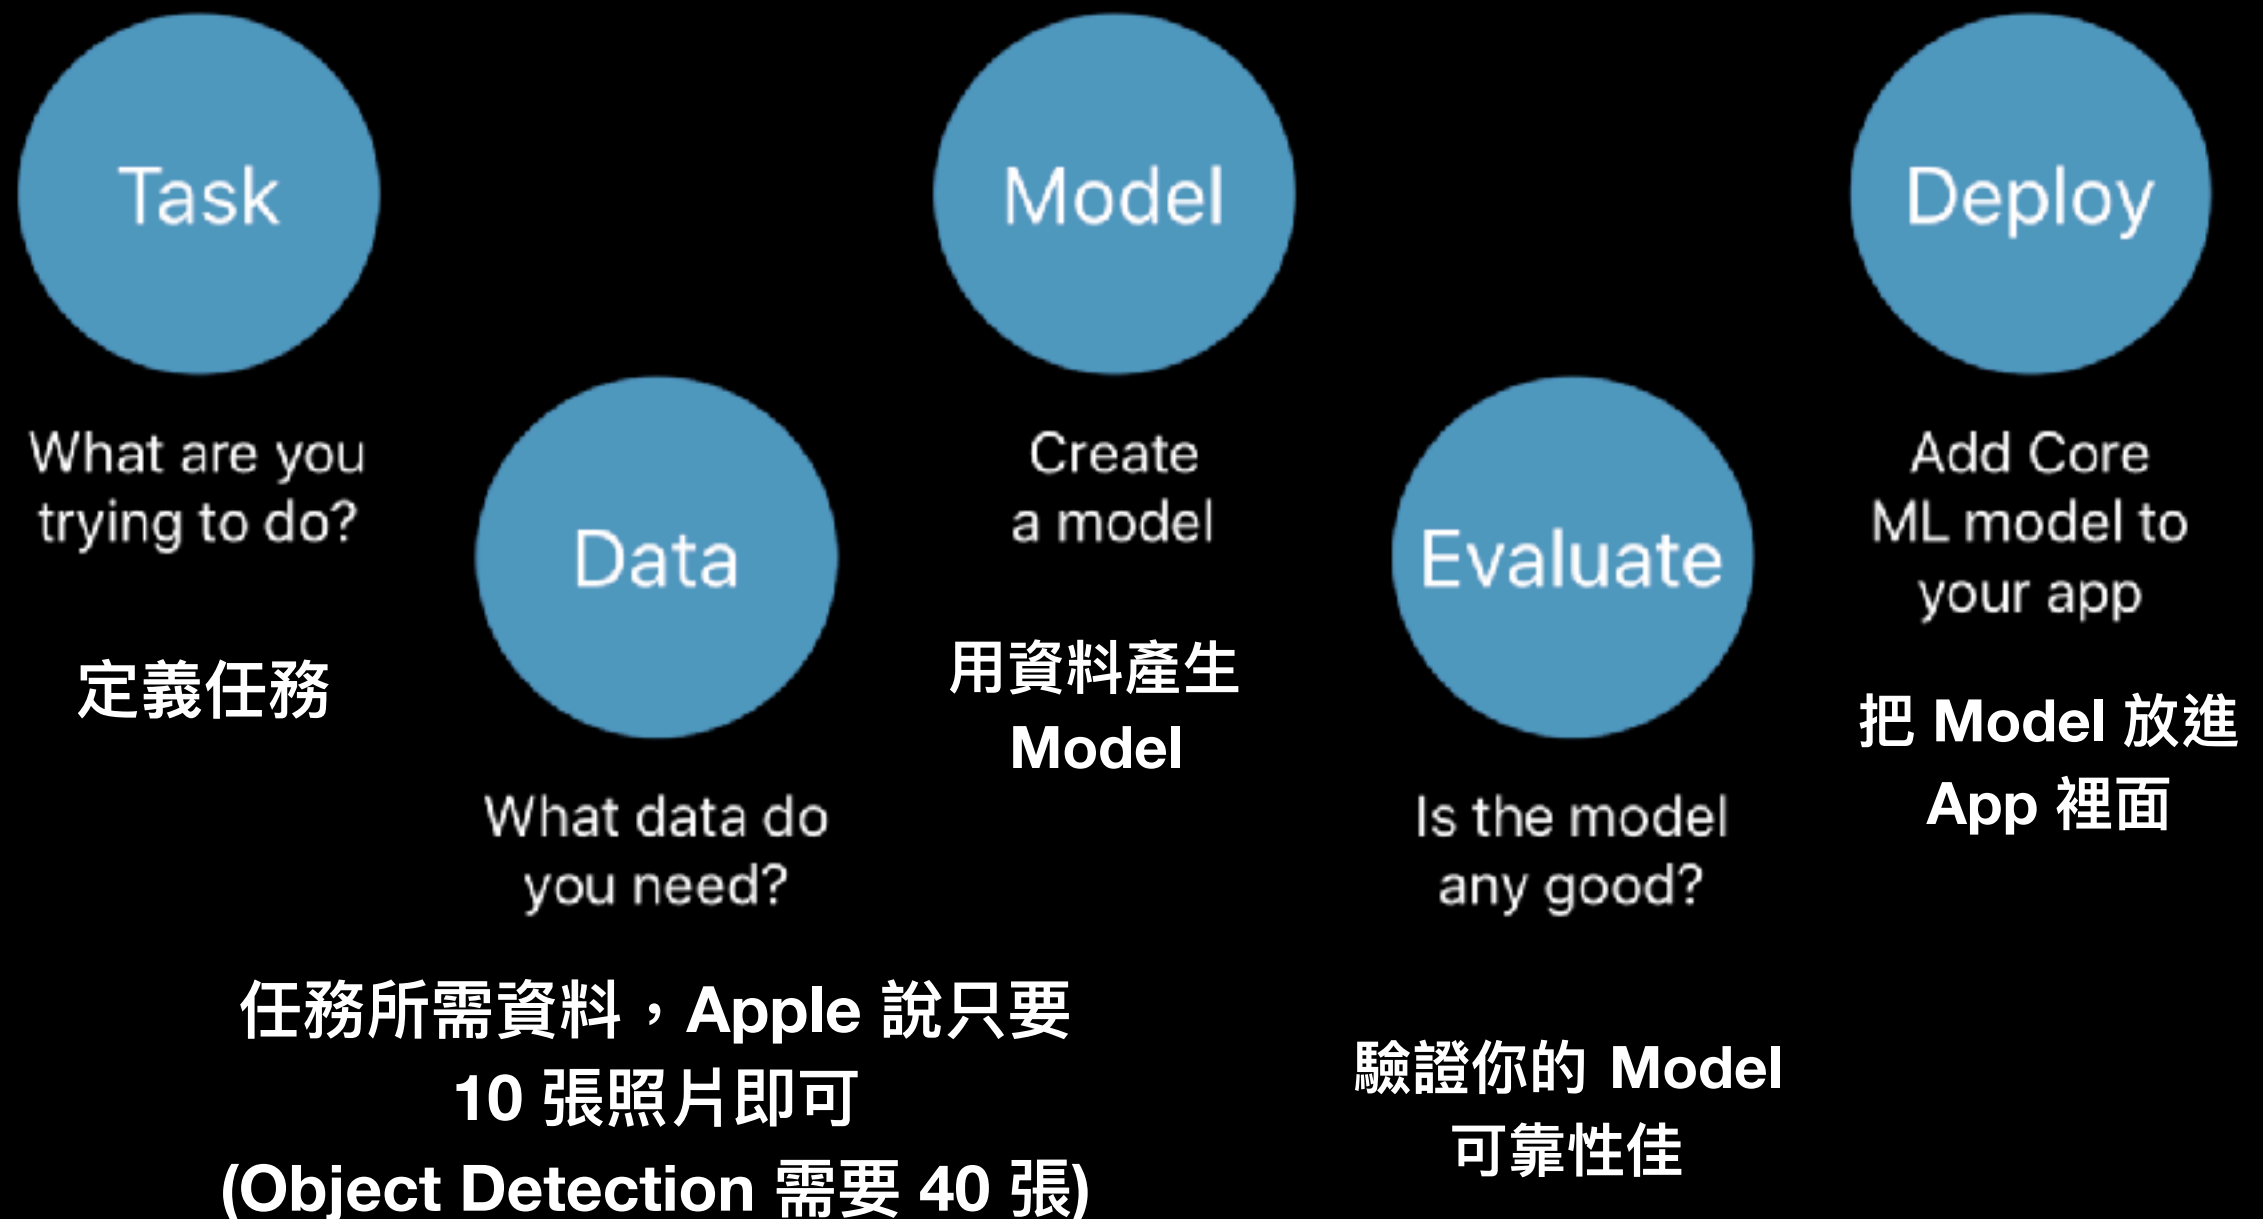 Task
What are you
trying to do?
定義任務
Data
What data do
you need?
任務所需資料，Apple 說只要
10 張照片即可
(Object Detection 需要 40 張)
Model
Create
a model
用資料產生
Model
Evaluate
Is the model
any good?
驗證你的 Model
可靠性佳
Deploy
Add Core
ML model to
your app
把 Model 放進
App 裡面